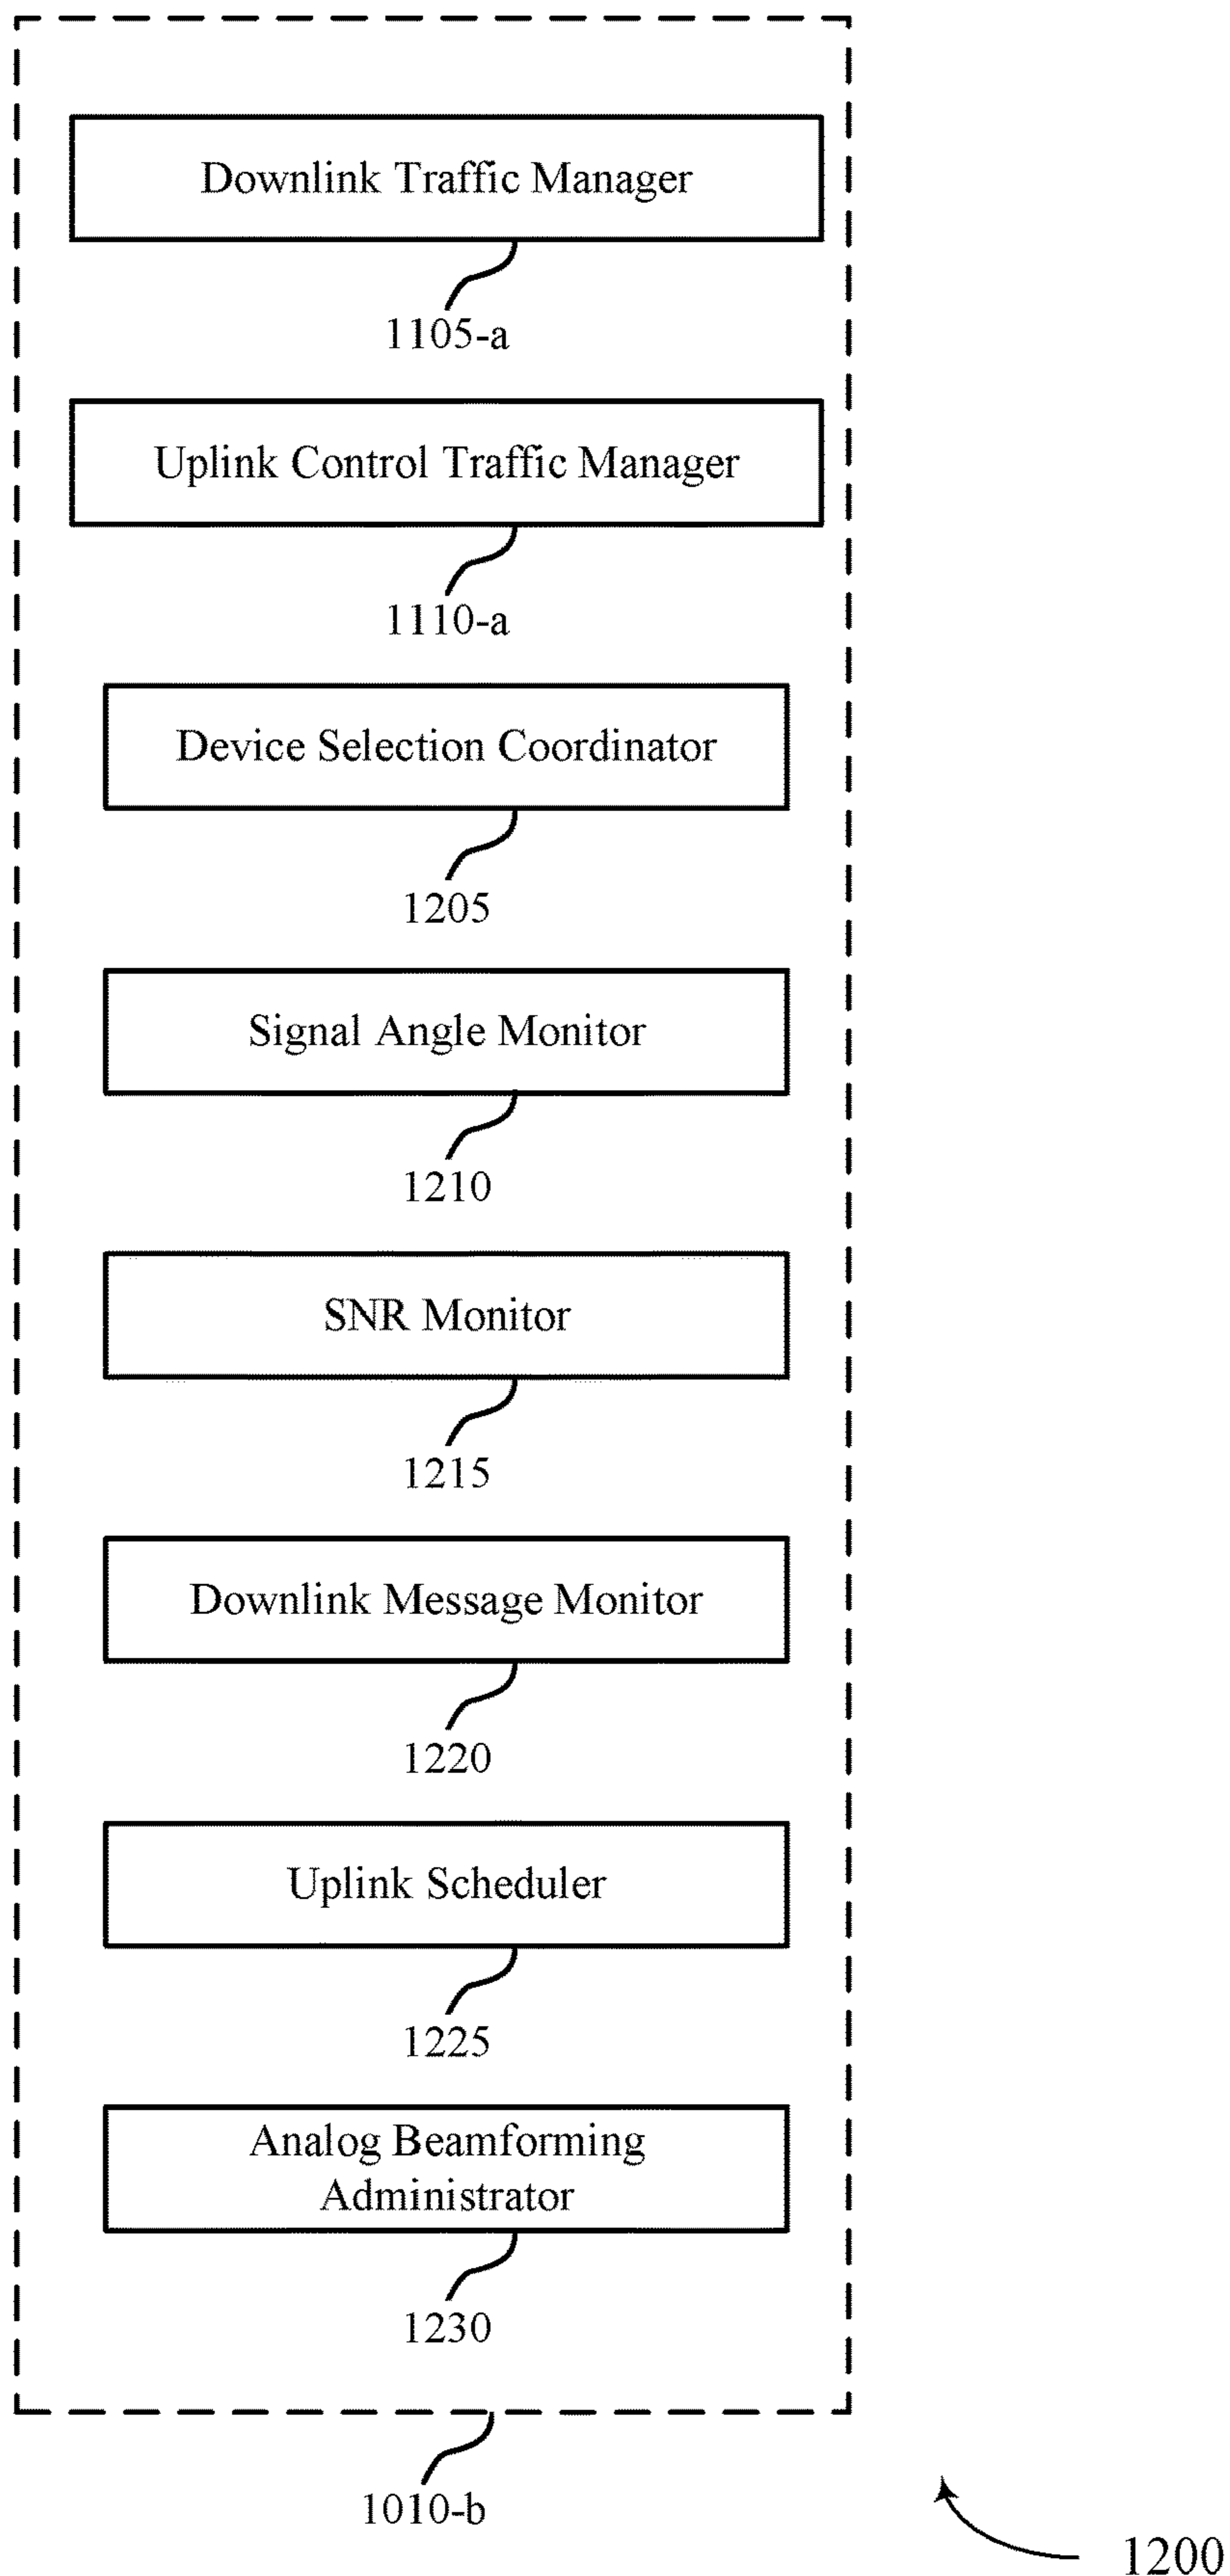 Downlink Traffic Manager
1105-a
Uplink Control Traffic Manager
1110-a
Device Selection Coordinator
1205
Signal Angle Monitor
1210
SNR Monitor
1215
Downlink Message Monitor
1220
Uplink Scheduler
1225
Analog Beamforming
Administrator
1230
1010-b
1200